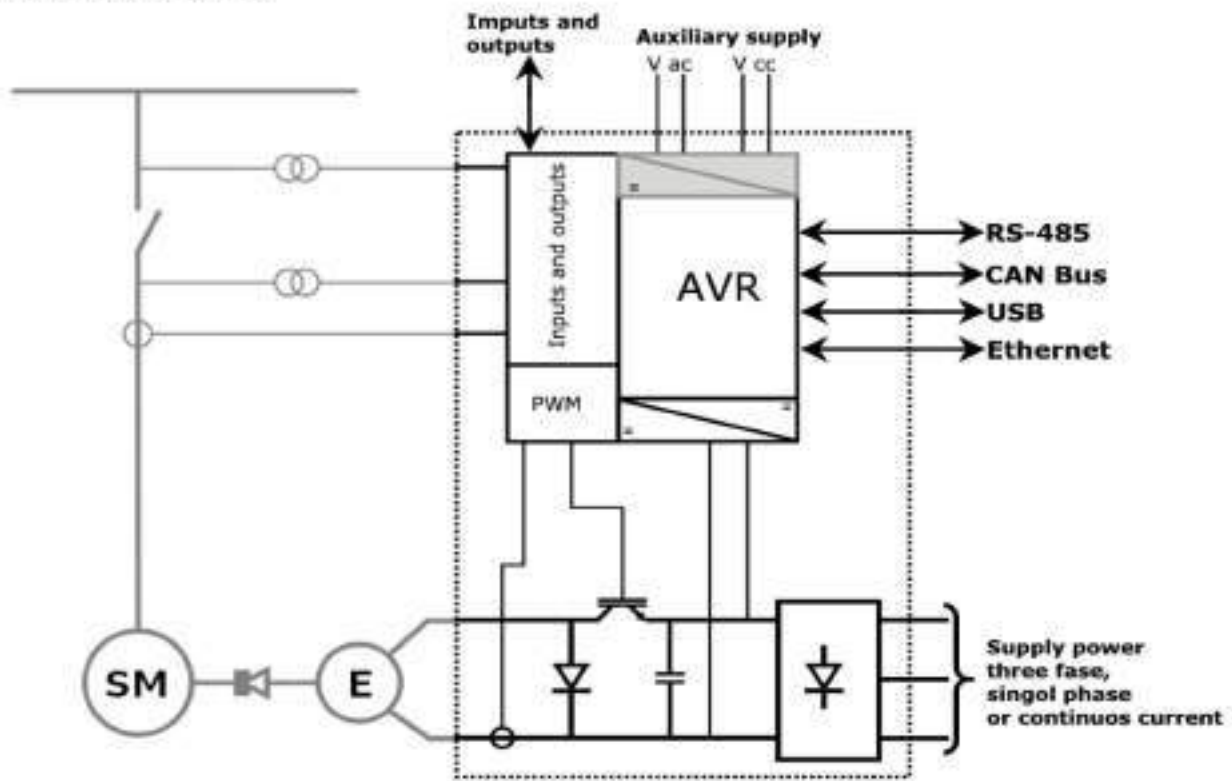 Imputs and
outputs
Auxiliary supply
V ac
V cc
Inputs and outputs
AVR
PWM
RS-485
CAN Bus
USB
Ethernet
SM
E
Supply power
three fase,
singol phase
or continuos current